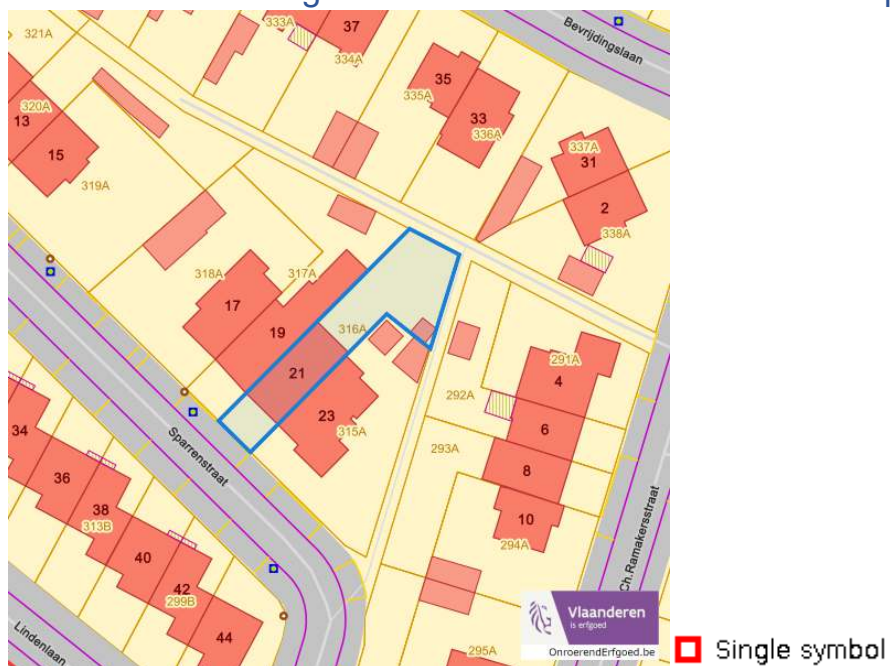 333A
37
334A
Bevrijdingslaan
321A
35
335A
33
336A
320A
13
15
319A
337A
31
2
338A
318A
317A
17
19
316A
21
23
315A
291A
4
292A
6
293A
8
10
294A
Ch.Ramakersstraat
Sparrenstraat
34
36
38
313B
40
42
299B
44
Lindenlaan
295A
Vlaanderen
is erfgoed
OnroerendErfgoed.be
Single symbol